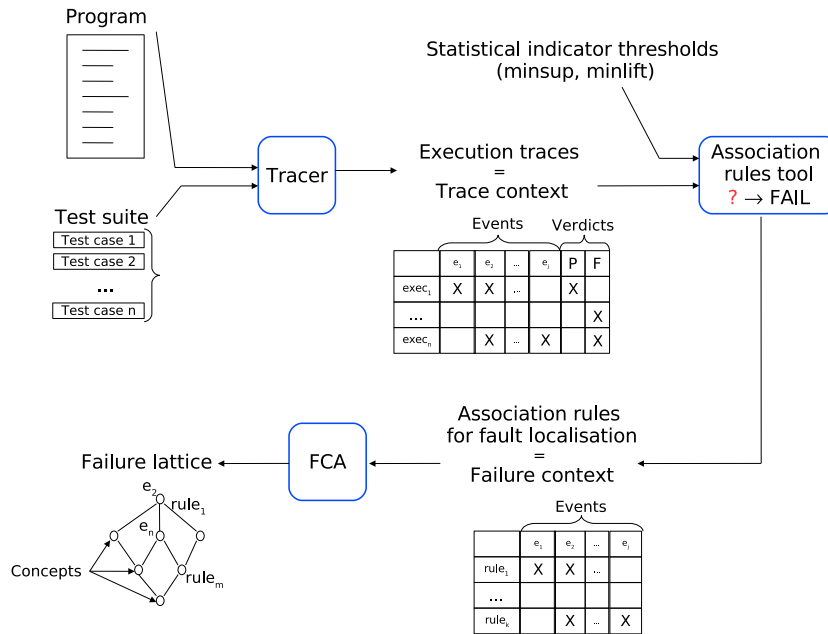 Program
Statistical indicator thresholds
(minsup, minlift)
Tracer
Execution traces
=
Trace context
Association
rules tool
? → FAIL
Test suite
Test case 1
Test case 2
...
Test case n
Events Verdicts
e1 e2 ... ej P F
exec1 X X ... X
... X
execn X ... X X
Association rules
for fault localisation
=
Failure context
FCA
Failure lattice
e2
rule1
en
Concepts
rulem
Events
e1 e2 ... ej
rule1 X X ...
...
rulek X ... X